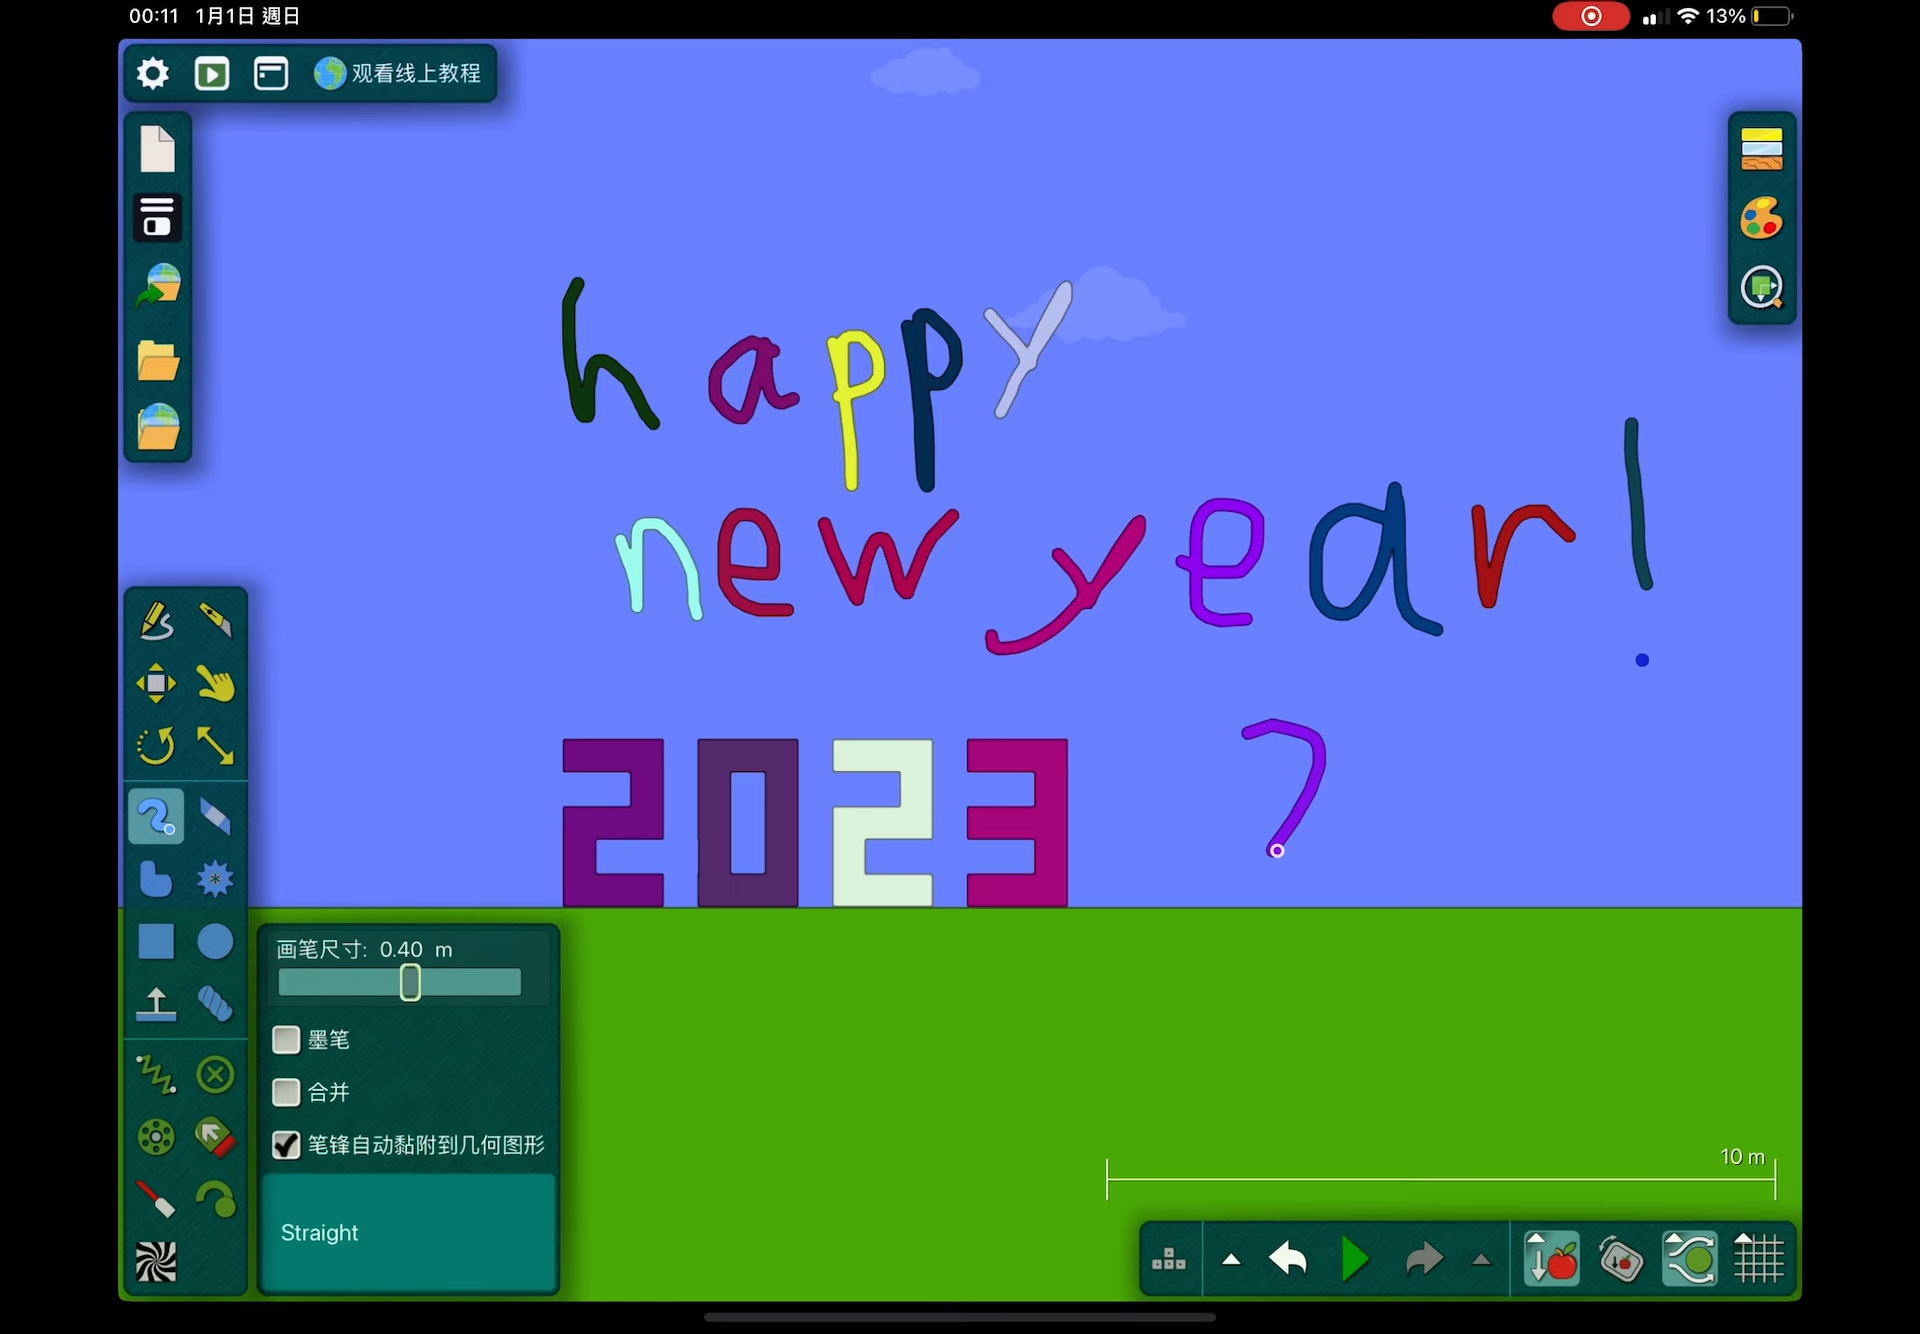 00:11 1月1日 週日
13%
观看线上教程
happy
new year!
2023 ?
画笔尺寸: 0.40 m
墨笔
合并
笔锋自动黏附到几何图形
Straight
10 m